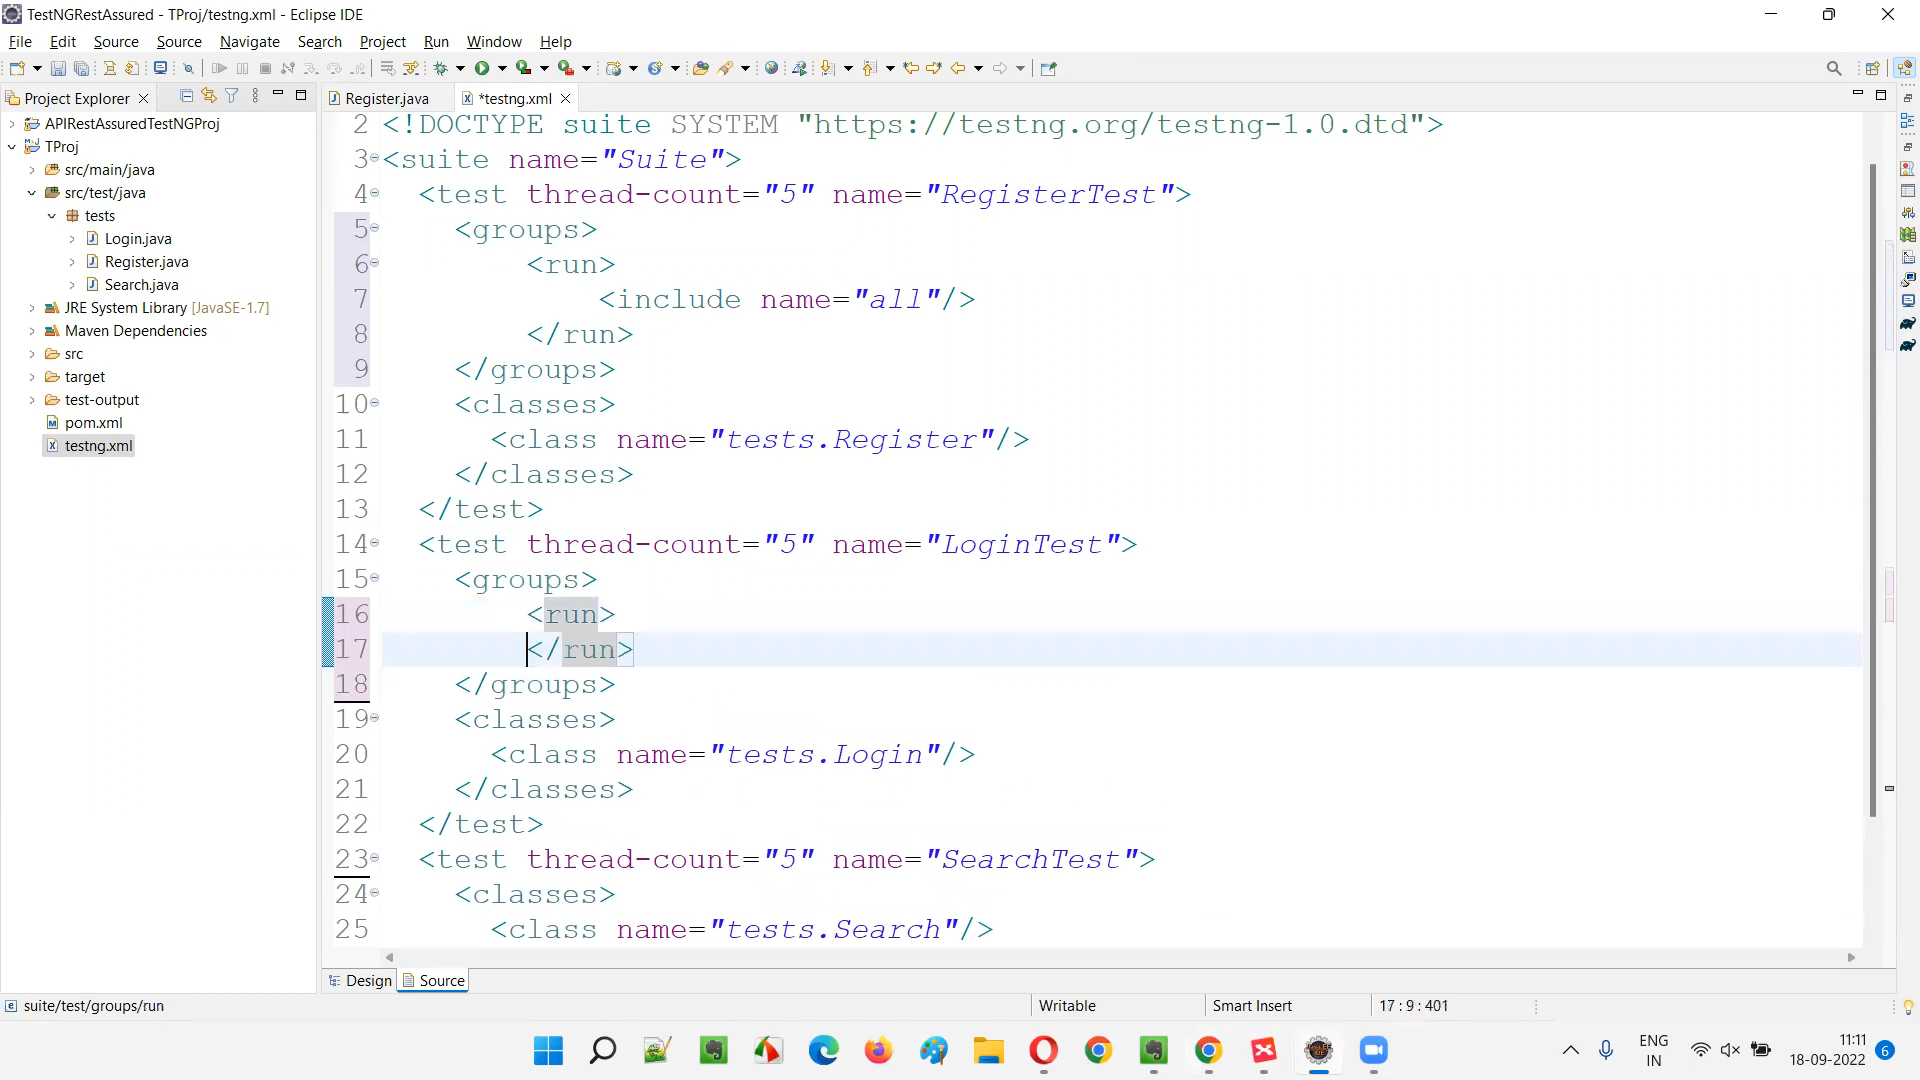 TestNGRestAssured - TProj/testng.xml - Eclipse IDE
File Edit Source Source Navigate Search Project Run Window Help
Project Explorer
Register.java
*testng.xml
APIRestAssuredTestNGProj
TProj
src/main/java
src/test/java
tests
Login.java
Register.java
Search.java
JRE System Library [JavaSE-1.7]
Maven Dependencies
src
target
test-output
pom.xml
testng.xml
2 <!DOCTYPE suite SYSTEM "https://testng.org/testng-1.0.dtd">
3 <suite name="Suite">
4 <test thread-count="5" name="RegisterTest">
5 <groups>
6 <run>
7 <include name="all"/>
8 </run>
9 </groups>
10 <classes>
11 <class name="tests.Register"/>
12 </classes>
13 </test>
14 <test thread-count="5" name="LoginTest">
15 <groups>
16 <run>
17 </run>
18 </groups>
19 <classes>
20 <class name="tests.Login"/>
21 </classes>
22 </test>
23 <test thread-count="5" name="SearchTest">
24 <classes>
25 <class name="tests.Search"/>
Design Source
suite/test/groups/run
Writable
Smart Insert
17 : 9 : 401
ENG
IN
11:11
18-09-2022
6